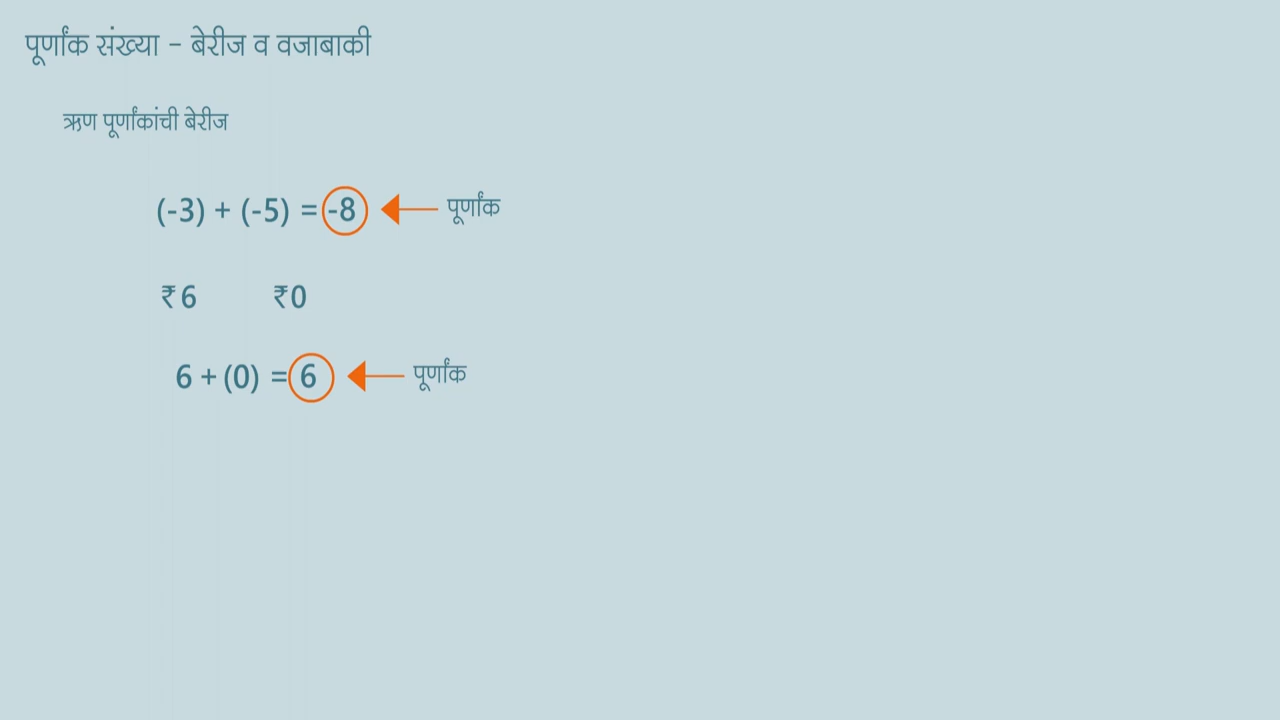 पूर्णांक संख्या - बेरीज व वजाबाकी
ऋण पूर्णांकांची बेरीज
(-3) + (-5) = -8 पूर्णांक
₹6 ₹0
6 + (0) = 6 पूर्णांक